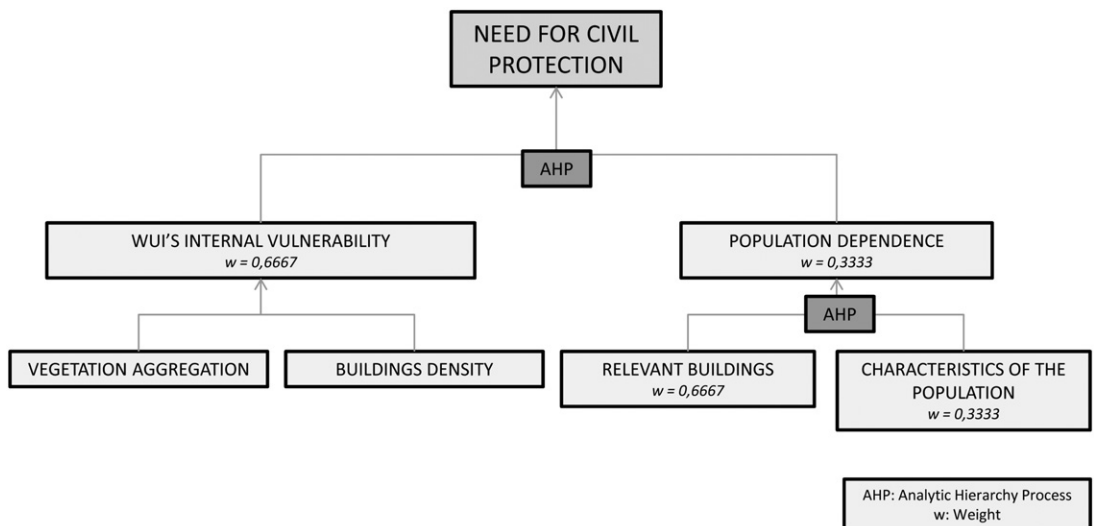 NEED FOR CIVIL
PROTECTION
AHP
WUI'S INTERNAL VULNERABILITY
w = 0,6667
POPULATION DEPENDENCE
w = 0,3333
AHP
VEGETATION AGGREGATION
BUILDINGS DENSITY
RELEVANT BUILDINGS
w = 0,6667
CHARACTERISTICS OF THE
POPULATION
w = 0,3333
AHP: Analytic Hierarchy Process
w: Weight